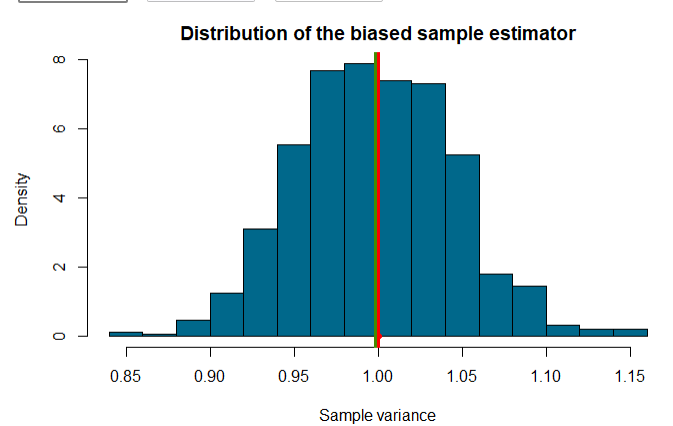 Distribution of the biased sample estimator
8
6
4
2
0
Density
0.85 0.90 0.95 1.00 1.05 1.10 1.15
Sample variance